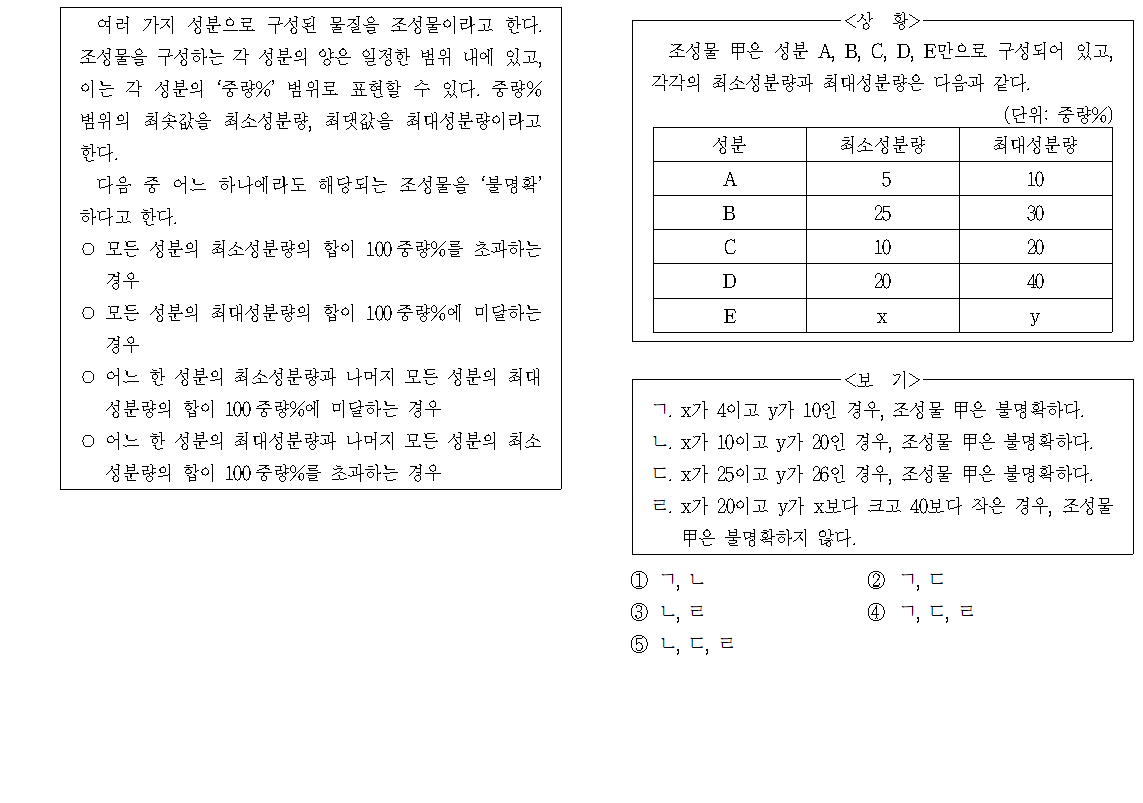 여러 가지 성분으로 구성된 물질을 조성물이라고 한다.
조성물을 구성하는 각 성분의 양은 일정한 범위 내에 있고,
이는 각 성분의 ‘중량%’ 범위로 표현할 수 있다. 중량%
범위의 최솟값을 최소성분량, 최댓값을 최대성분량이라고
한다.
다음 중 어느 하나에라도 해당되는 조성물을 ‘불명확’
하다고 한다.
○ 모든 성분의 최소성분량의 합이 100중량%를 초과하는
경우
○ 모든 성분의 최대성분량의 합이 100중량%에 미달하는
경우
○ 어느 한 성분의 최소성분량과 나머지 모든 성분의 최대
성분량의 합이 100중량%에 미달하는 경우
○ 어느 한 성분의 최대성분량과 나머지 모든 성분의 최소
성분량의 합이 100중량%를 초과하는 경우
<상 황>
조성물 甲은 성분 A, B, C, D, E만으로 구성되어 있고,
각각의 최소성분량과 최대성분량은 다음과 같다.
(단위: 중량%)
성분 최소성분량 최대성분량
A 5 10
B 25 30
C 10 20
D 20 40
E x y
<보 기>
ㄱ. x가 4이고 y가 10인 경우, 조성물 甲은 불명확하다.
ㄴ. x가 10이고 y가 20인 경우, 조성물 甲은 불명확하다.
ㄷ. x가 25이고 y가 26인 경우, 조성물 甲은 불명확하다.
ㄹ. x가 20이고 y가 x보다 크고 40보다 작은 경우, 조성물
甲은 불명확하지 않다.
① ㄱ, ㄴ ② ㄱ, ㄷ
③ ㄴ, ㄹ ④ ㄱ, ㄷ, ㄹ
⑤ ㄴ, ㄷ, ㄹ